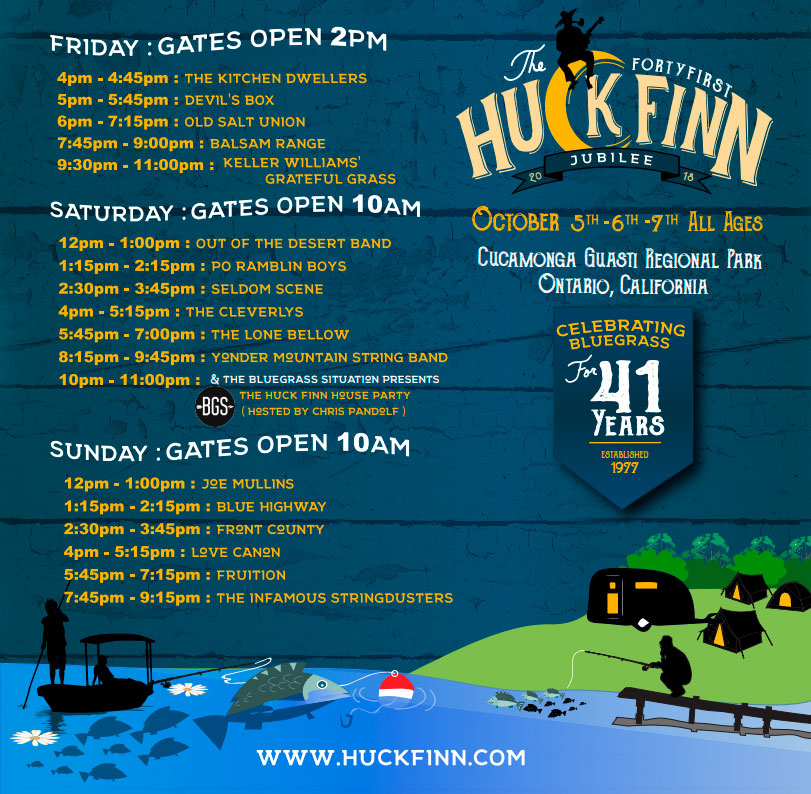 FRIDAY : GATES OPEN 2PM
4pm - 4:45pm : THE KITCHEN DWELLERS
5pm - 5:45pm : DEVIL'S BOX
6pm - 7:15pm : OLD SALT UNION
7:45pm - 9:00pm : BALSAM RANGE
9:30pm - 11:00pm : KELLER WILLIAMS'
GRATEFUL GRASS
SATURDAY : GATES OPEN 10AM
12pm - 1:00pm : OUT OF THE DESERT BAND
1:15pm - 2:15pm : PO RAMBLIN BOYS
2:30pm - 3:45pm : SELDOM SCENE
4pm - 5:15pm : THE CLEVERLYS
5:45pm - 7:00pm : THE LONE BELLOW
8:15pm - 9:45pm : YONDER MOUNTAIN STRING BAND
10pm - 11:00pm : & THE BLUEGRASS SITUATION PRESENTS
-BGS- THE HUCK FINN HOUSE PARTY
( HOSTED BY CHRIS PANDOLF )
SUNDAY : GATES OPEN 10AM
12pm - 1:00pm : JOE MULLINS
1:15pm - 2:15pm : BLUE HIGHWAY
2:30pm - 3:45pm : FRONT COUNTY
4pm - 5:15pm : LOVE CANON
5:45pm - 7:15pm : FRUITION
7:45pm - 9:15pm : THE INFAMOUS STRINGDUSTERS
The FORTYFIRST
HUCK FINN
JUBILEE
20 18
OCTOBER 5TH -6TH -7TH ALL AGES
CUCAMONGA GUASTI REGIONAL PARK
ONTARIO, CALIFORNIA
CELEBRATING
BLUEGRASS
For
41
YEARS
ESTABLISHED
1977
WWW.HUCKFINN.COM